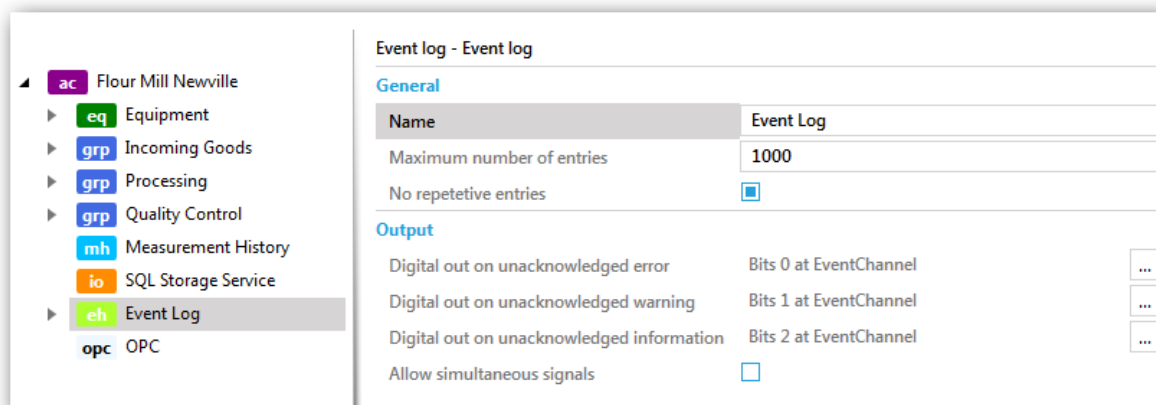 ac Flour Mill Newville
eq Equipment
grp Incoming Goods
grp Processing
grp Quality Control
mh Measurement History
io SQL Storage Service
eh Event Log
opc OPC
Event log - Event log
General
Name Event Log
Maximum number of entries 1000
No repetetive entries
Output
Digital out on unacknowledged error Bits 0 at EventChannel ...
Digital out on unacknowledged warning Bits 1 at EventChannel ...
Digital out on unacknowledged information Bits 2 at EventChannel ...
Allow simultaneous signals